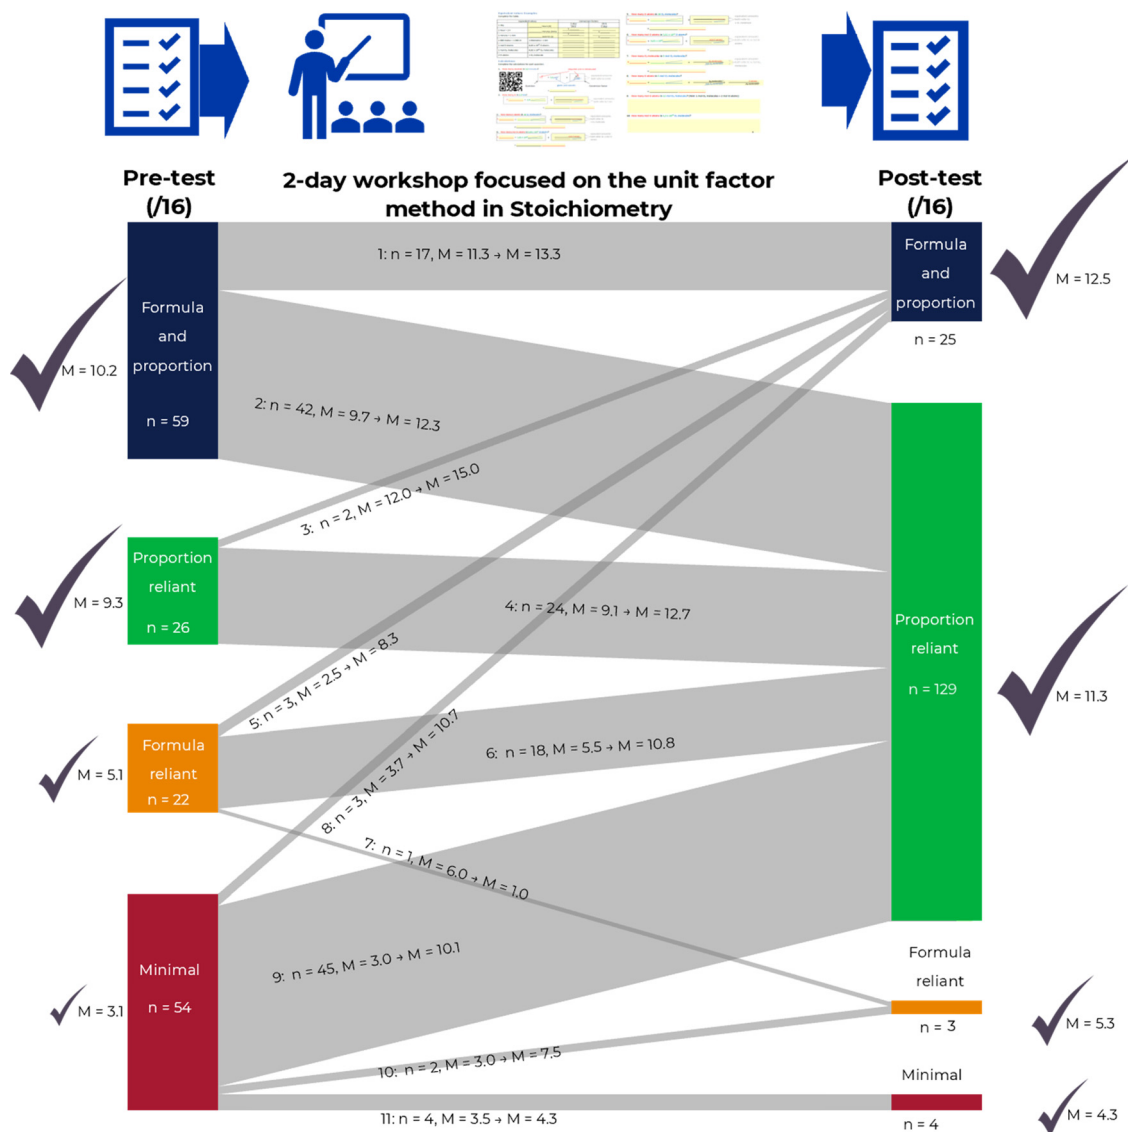 Pre-test
(/16)
2-day workshop focused on the unit factor
method in Stoichiometry
Post-test
(/16)
1: n = 17, M = 11.3 → M = 13.3
Formula
and
proportion
n = 59
M = 10.2
Formula
and
proportion
n = 25
M = 12.5
2: n = 42, M = 9.7 → M = 12.3
3: n = 2, M = 12.0 → M = 15.0
Proportion
reliant
n = 26
M = 9.3
4: n = 24, M = 9.1 → M = 12.7
Proportion
reliant
n = 129
M = 11.3
5: n = 3, M = 2.5 → M = 8.3
Formula
reliant
n = 22
M = 5.1
6: n = 18, M = 5.5 → M = 10.8
8: n = 3, M = 3.7 → M = 10.7
7: n = 1, M = 6.0 → M = 1.0
Minimal
n = 54
M = 3.1
9: n = 45, M = 3.0 → M = 10.1
Formula
reliant
n = 3
M = 5.3
10: n = 2, M = 3.0 → M = 7.5
Minimal
n = 4
M = 4.3
11: n = 4, M = 3.5 → M = 4.3